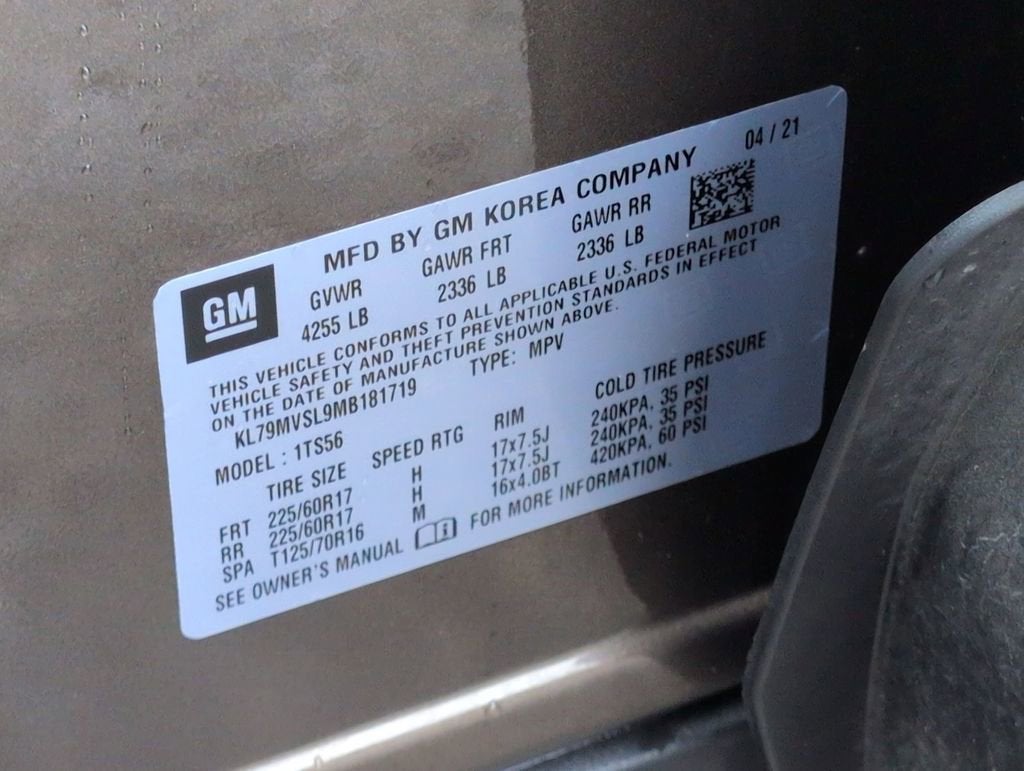 MFD BY GM KOREA COMPANY 04 / 21
GM
GVWR GAWR FRT GAWR RR
4255 LB 2336 LB 2336 LB
THIS VEHICLE CONFORMS TO ALL APPLICABLE U.S. FEDERAL MOTOR
VEHICLE SAFETY AND THEFT PREVENTION STANDARDS IN EFFECT
ON THE DATE OF MANUFACTURE SHOWN ABOVE.
KL79MVSL9MB181719 TYPE: MPV
MODEL : 1TS56
TIRE SIZE SPEED RTG RIM COLD TIRE PRESSURE
FRT 225/60R17 H 17x7.5J 240KPA, 35 PSI
RR 225/60R17 H 17x7.5J 240KPA, 35 PSI
SPA T125/70R16 M 16x4.0BT 420KPA, 60 PSI
SEE OWNER'S MANUAL i FOR MORE INFORMATION.